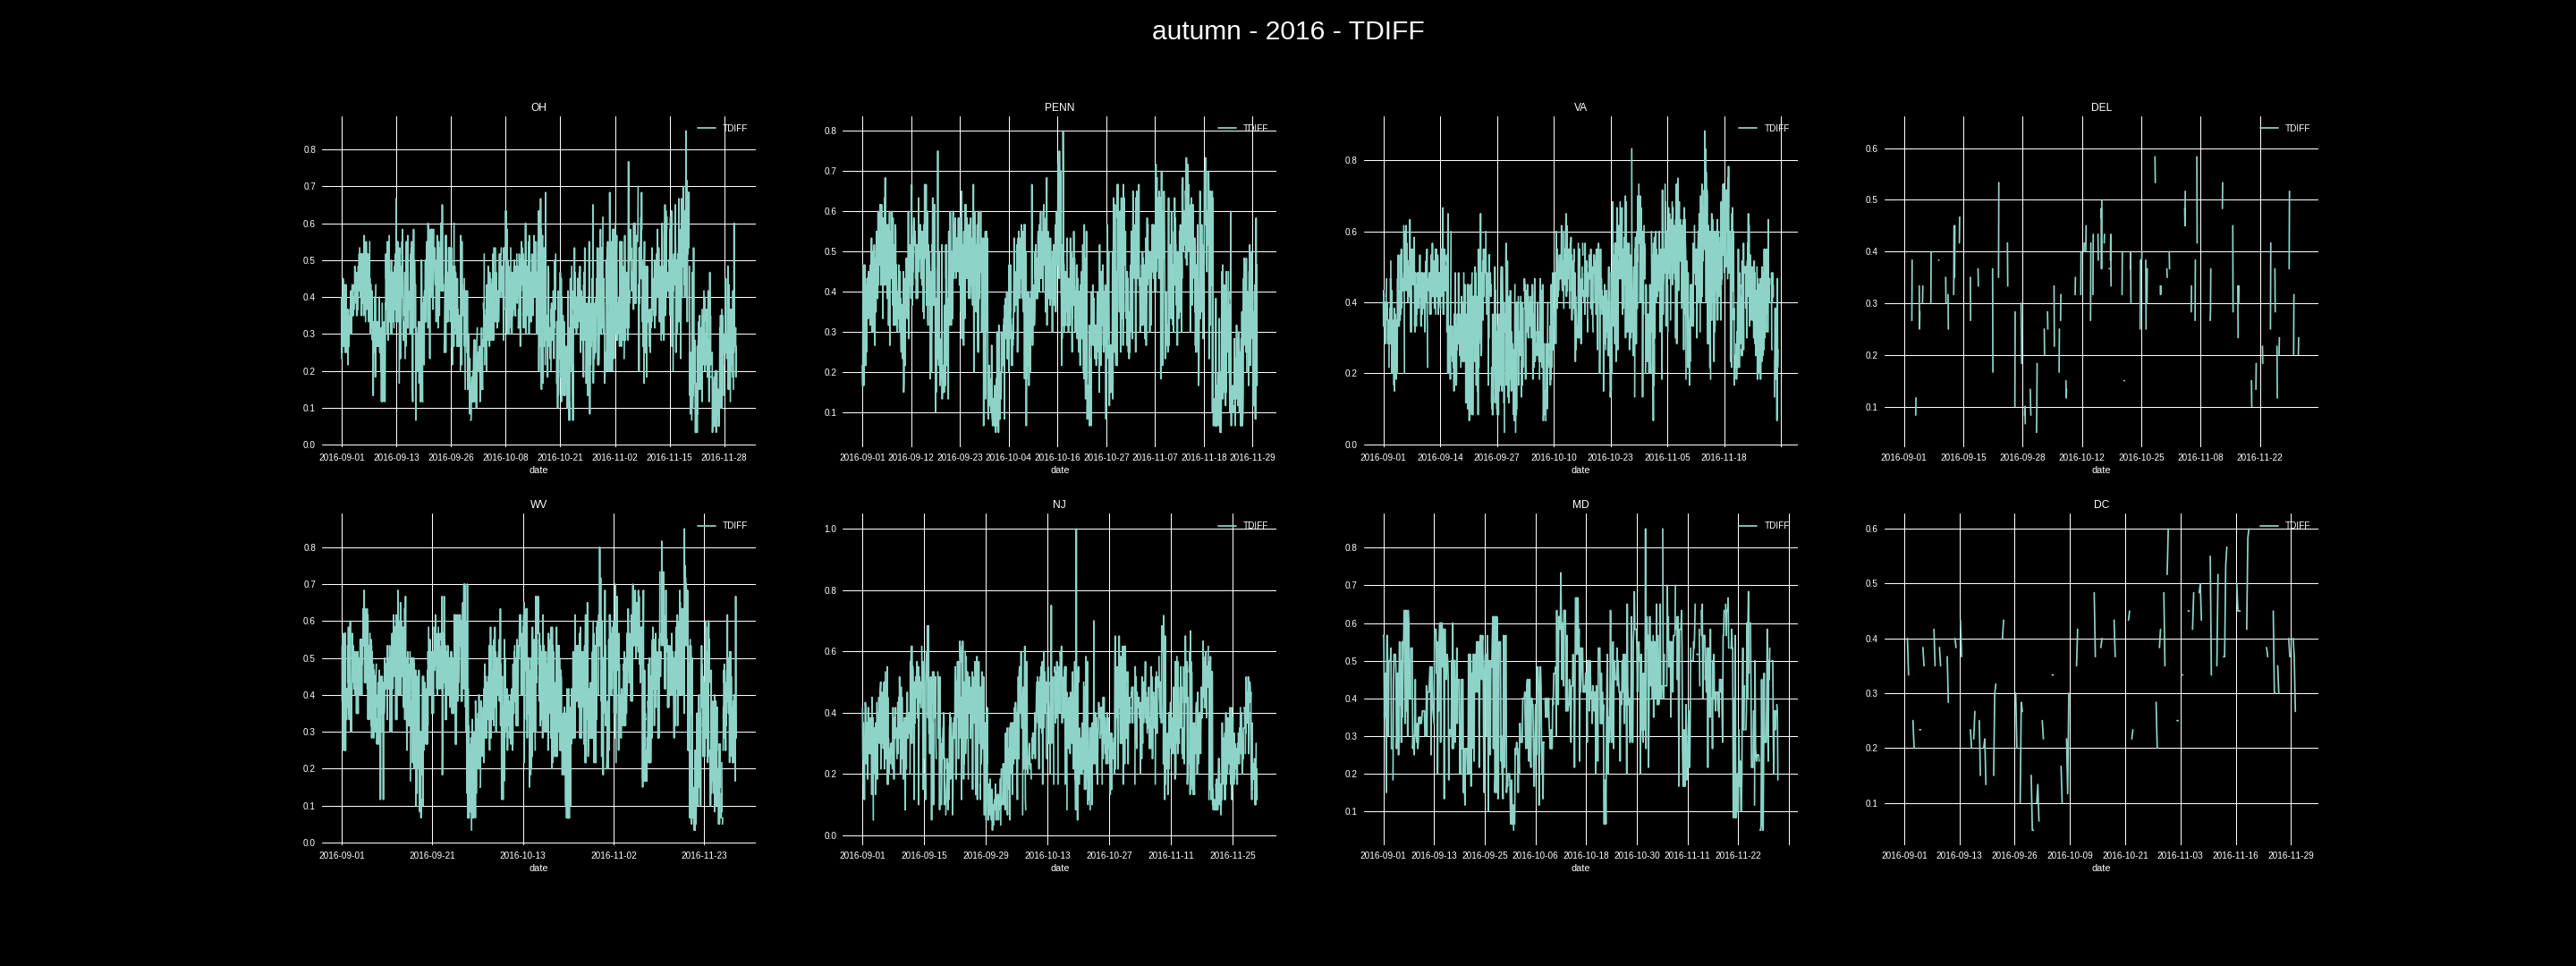 autumn - 2016 - TDIFF
OH
TDIFF
0.8
0.7
0.6
0.5
0.4
0.3
0.2
0.1
0.0
2016-09-01 2016-09-13 2016-09-26 2016-10-08 2016-10-21 2016-11-02 2016-11-15 2016-11-28
date
PENN
TDIFF
0.8
0.7
0.6
0.5
0.4
0.3
0.2
0.1
2016-09-01 2016-09-12 2016-09-23 2016-10-04 2016-10-16 2016-10-27 2016-11-07 2016-11-18 2016-11-29
date
VA
TDIFF
0.8
0.6
0.4
0.2
0.0
2016-09-01 2016-09-14 2016-09-27 2016-10-10 2016-10-23 2016-11-05 2016-11-18
date
DEL
TDIFF
0.6
0.5
0.4
0.3
0.2
0.1
2016-09-01 2016-09-15 2016-09-28 2016-10-12 2016-10-25 2016-11-08 2016-11-22
date
WV
TDIFF
0.8
0.7
0.6
0.5
0.4
0.3
0.2
0.1
0.0
2016-09-01 2016-09-21 2016-10-13 2016-11-02 2016-11-23
date
NJ
TDIFF
1.0
0.8
0.6
0.4
0.2
0.0
2016-09-01 2016-09-15 2016-09-29 2016-10-13 2016-10-27 2016-11-11 2016-11-25
date
MD
TDIFF
0.8
0.7
0.6
0.5
0.4
0.3
0.2
0.1
2016-09-01 2016-09-13 2016-09-25 2016-10-06 2016-10-18 2016-10-30 2016-11-11 2016-11-22
date
DC
TDIFF
0.6
0.5
0.4
0.3
0.2
0.1
2016-09-01 2016-09-13 2016-09-26 2016-10-09 2016-10-21 2016-11-03 2016-11-16 2016-11-29
date